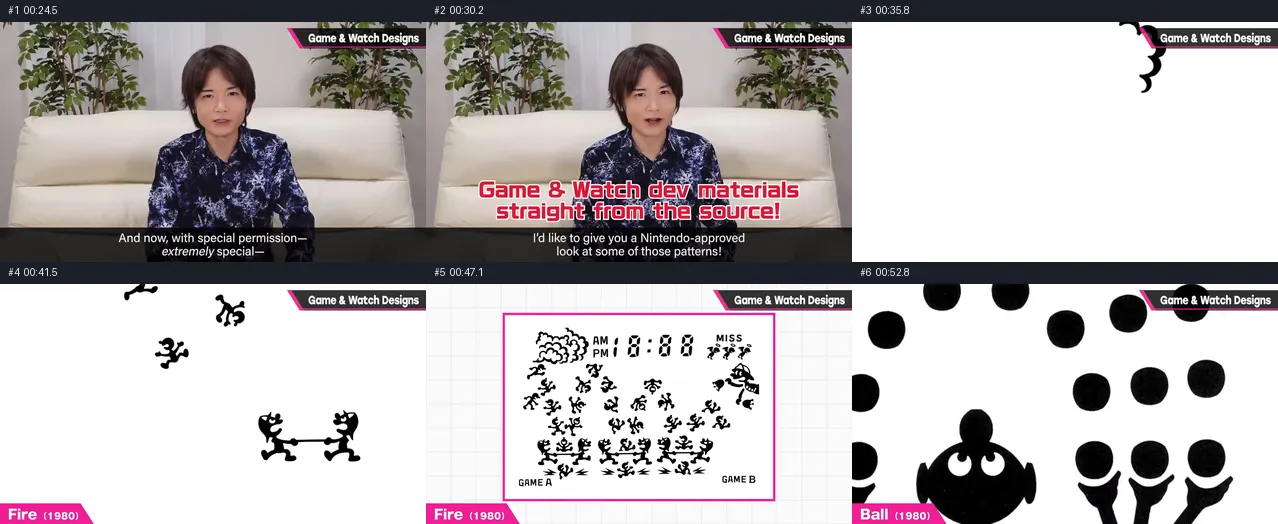 #1 00:24.5
#2 00:30.2
#3 00:35.8
Game & Watch Designs
Game & Watch Designs
Game & Watch Designs
Game & Watch dev materials
straight from the source!
And now, with special permission—
extremely special—
I'd like to give you a Nintendo-approved
look at some of those patterns!
#4 00:41.5
#5 00:47.1
#6 00:52.8
Game & Watch Designs
Game & Watch Designs
Game & Watch Designs
AM
PM
18:88
MISS
GAME A
GAME B
Fire (1980)
Fire (1980)
Ball (1980)